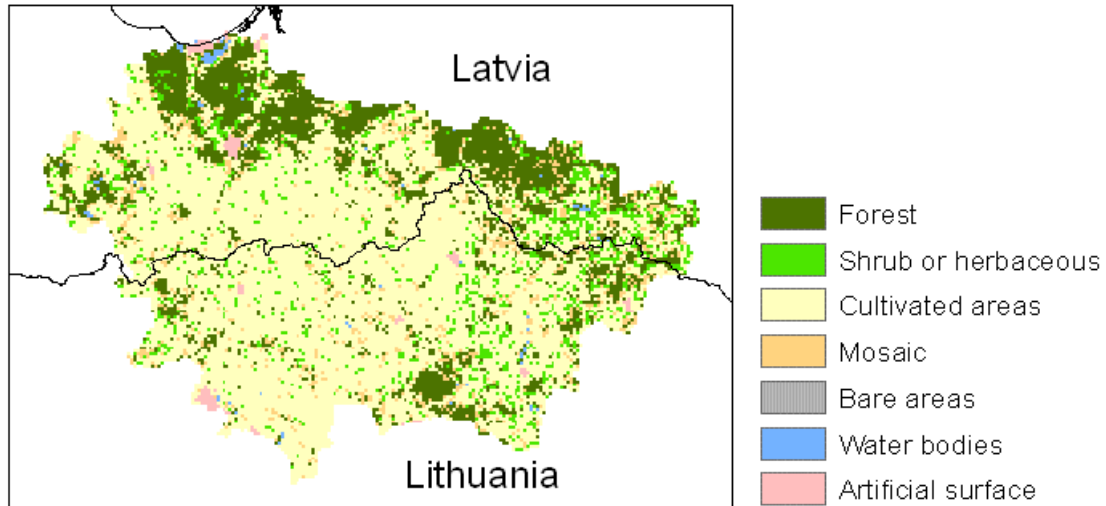 Latvia
Lithuania
Forest
Shrub or herbaceous
Cultivated areas
Mosaic
Bare areas
Water bodies
Artificial surface